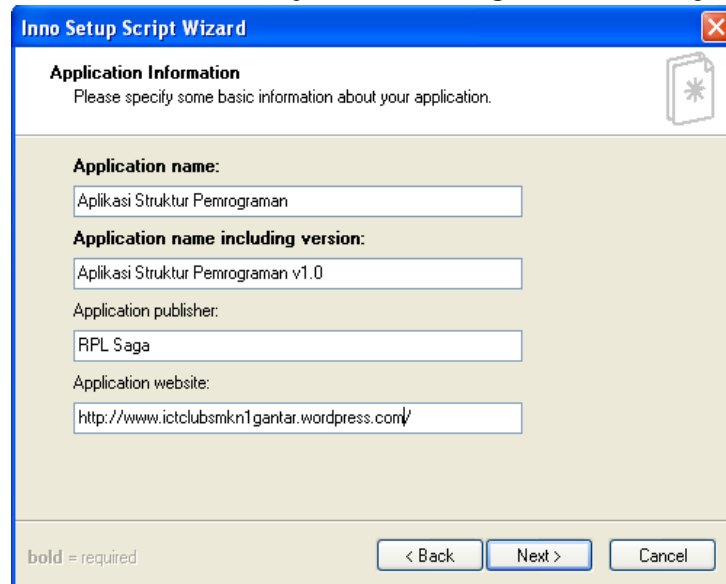 Inno Setup Script Wizard
Application Information
Please specify some basic information about your application.
Application name:
Aplikasi Struktur Pemrograman
Application name including version:
Aplikasi Struktur Pemrograman v1.0
Application publisher:
RPL Saga
Application website:
http://www.ictclubsmkn1gantar.wordpress.com/
bold = required
< Back
Next >
Cancel